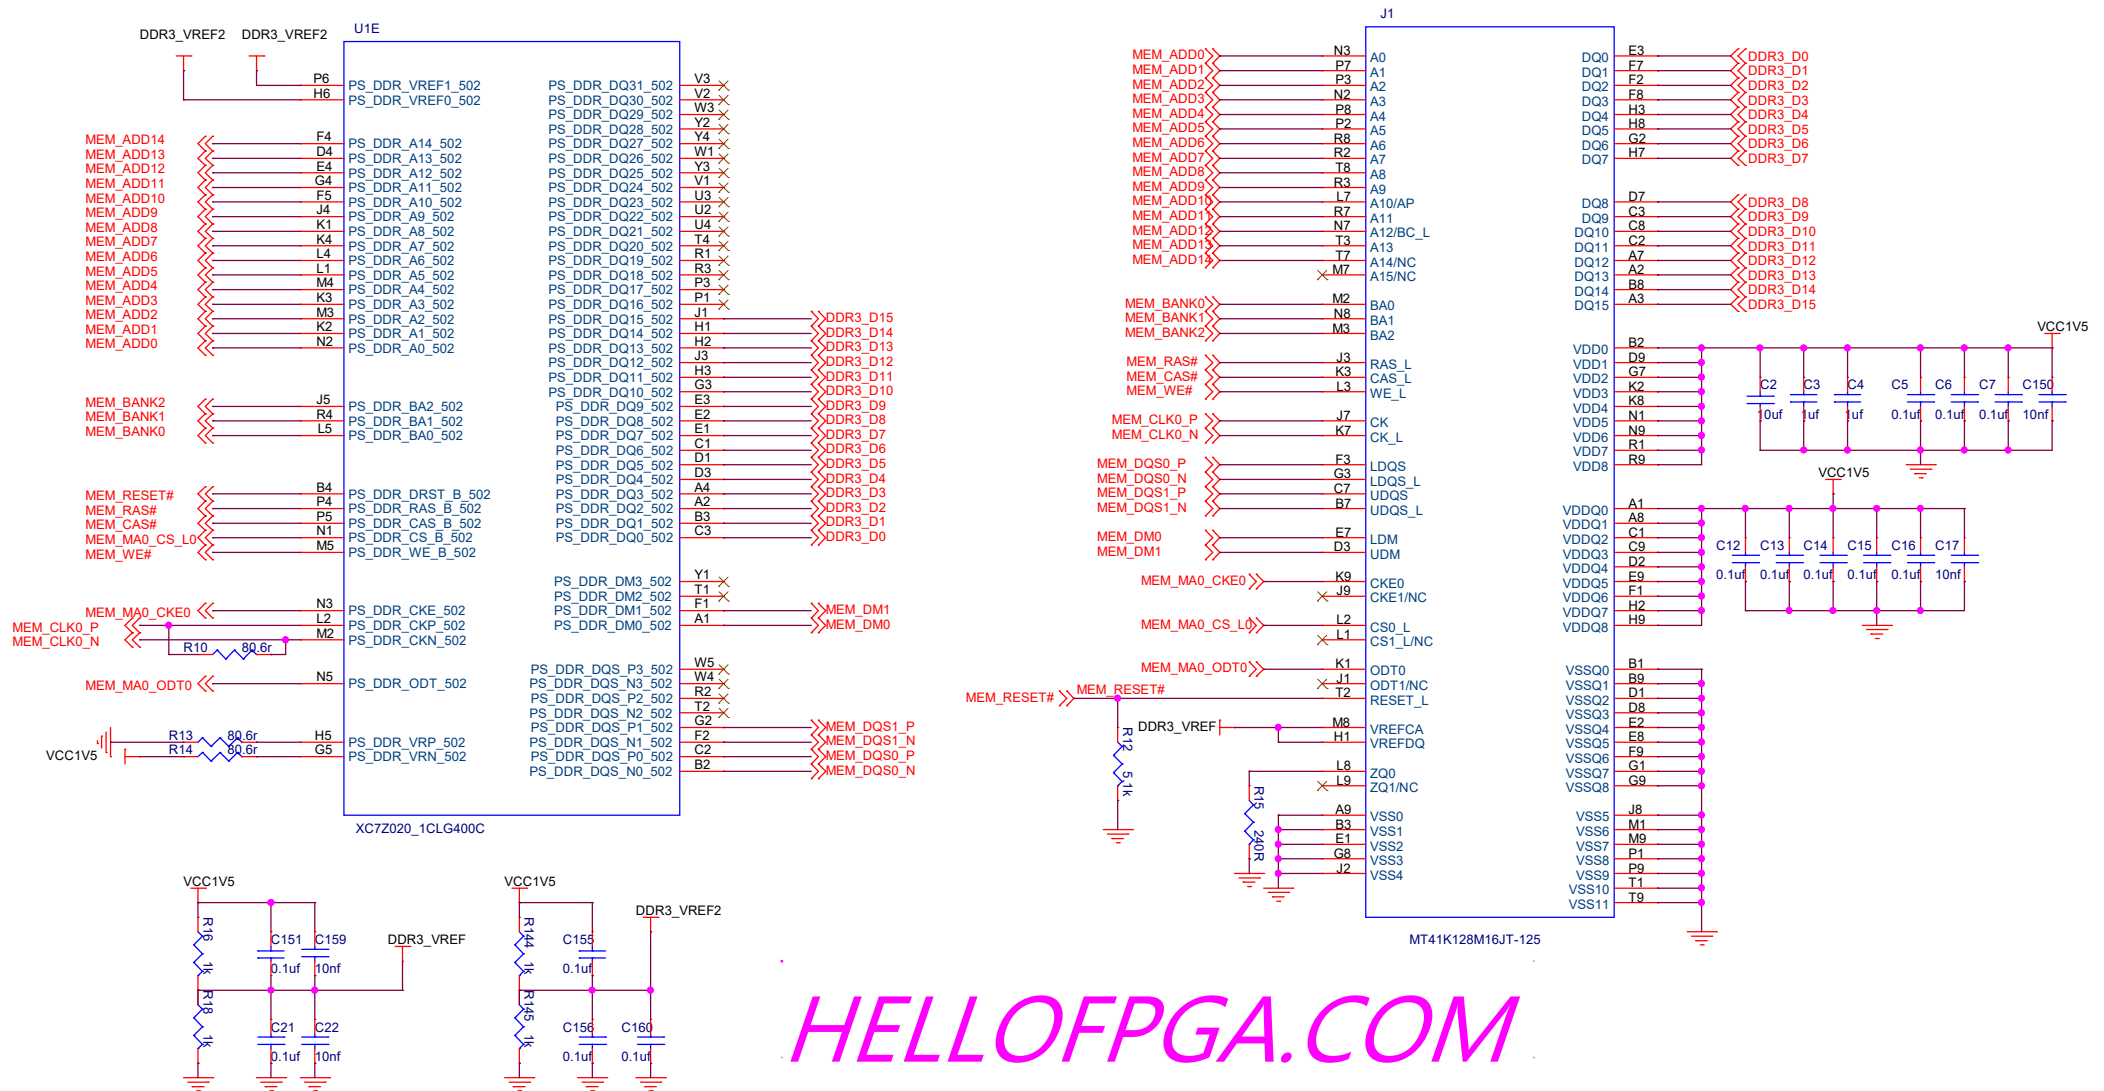 U1E
DDR3_VREF2 DDR3_VREF2
P6 PS_DDR_VREF1_502
H6 PS_DDR_VREF0_502
MEM_ADD14 F4 PS_DDR_A14_502
MEM_ADD13 D4 PS_DDR_A13_502
MEM_ADD12 E4 PS_DDR_A12_502
MEM_ADD11 G4 PS_DDR_A11_502
MEM_ADD10 F5 PS_DDR_A10_502
MEM_ADD9 J4 PS_DDR_A9_502
MEM_ADD8 K1 PS_DDR_A8_502
MEM_ADD7 K4 PS_DDR_A7_502
MEM_ADD6 L4 PS_DDR_A6_502
MEM_ADD5 L1 PS_DDR_A5_502
MEM_ADD4 M4 PS_DDR_A4_502
MEM_ADD3 K3 PS_DDR_A3_502
MEM_ADD2 M3 PS_DDR_A2_502
MEM_ADD1 K2 PS_DDR_A1_502
MEM_ADD0 N2 PS_DDR_A0_502
MEM_BANK2 J5 PS_DDR_BA2_502
MEM_BANK1 R4 PS_DDR_BA1_502
MEM_BANK0 L5 PS_DDR_BA0_502
MEM_RESET# B4 PS_DDR_DRST_B_502
MEM_RAS# P4 PS_DDR_RAS_B_502
MEM_CAS# P5 PS_DDR_CAS_B_502
MEM_MA0_CS_L0 N1 PS_DDR_CS_B_502
MEM_WE# M5 PS_DDR_WE_B_502
MEM_MA0_CKE0 N3 PS_DDR_CKE_502
MEM_CLK0_P L2 PS_DDR_CKP_502
MEM_CLK0_N M2 PS_DDR_CKN_502
R10 80.6r
MEM_MA0_ODT0 N5 PS_DDR_ODT_502
R13 80.6r H5 PS_DDR_VRP_502
VCC1V5 R14 80.6r G5 PS_DDR_VRN_502
PS_DDR_DQ31_502 V3
PS_DDR_DQ30_502 V2
PS_DDR_DQ29_502 W3
PS_DDR_DQ28_502 Y2
PS_DDR_DQ27_502 Y4
PS_DDR_DQ26_502 W1
PS_DDR_DQ25_502 Y3
PS_DDR_DQ24_502 V1
PS_DDR_DQ23_502 U3
PS_DDR_DQ22_502 U2
PS_DDR_DQ21_502 U4
PS_DDR_DQ20_502 T4
PS_DDR_DQ19_502 R1
PS_DDR_DQ18_502 R3
PS_DDR_DQ17_502 P3
PS_DDR_DQ16_502 P1
PS_DDR_DQ15_502 J1 DDR3_D15
PS_DDR_DQ14_502 H1 DDR3_D14
PS_DDR_DQ13_502 H2 DDR3_D13
PS_DDR_DQ12_502 J3 DDR3_D12
PS_DDR_DQ11_502 H3 DDR3_D11
PS_DDR_DQ10_502 G3 DDR3_D10
PS_DDR_DQ9_502 E3 DDR3_D9
PS_DDR_DQ8_502 E2 DDR3_D8
PS_DDR_DQ7_502 E1 DDR3_D7
PS_DDR_DQ6_502 C1 DDR3_D6
PS_DDR_DQ5_502 D1 DDR3_D5
PS_DDR_DQ4_502 D3 DDR3_D4
PS_DDR_DQ3_502 A4 DDR3_D3
PS_DDR_DQ2_502 A2 DDR3_D2
PS_DDR_DQ1_502 B3 DDR3_D1
PS_DDR_DQ0_502 C3 DDR3_D0
PS_DDR_DM3_502 Y1
PS_DDR_DM2_502 T1
PS_DDR_DM1_502 F1 MEM_DM1
PS_DDR_DM0_502 A1 MEM_DM0
PS_DDR_DQS_P3_502 W5
PS_DDR_DQS_N3_502 W4
PS_DDR_DQS_P2_502 R2
PS_DDR_DQS_N2_502 T2
PS_DDR_DQS_P1_502 G2 MEM_DQS1_P
PS_DDR_DQS_N1_502 F2 MEM_DQS1_N
PS_DDR_DQS_P0_502 C2 MEM_DQS0_P
PS_DDR_DQS_N0_502 B2 MEM_DQS0_N
XC7Z020_1CLG400C
J1
MEM_ADD0 N3 A0
MEM_ADD1 P7 A1
MEM_ADD2 P3 A2
MEM_ADD3 N2 A3
MEM_ADD4 P8 A4
MEM_ADD5 P2 A5
MEM_ADD6 R8 A6
MEM_ADD7 R2 A7
MEM_ADD8 T8 A8
MEM_ADD9 R3 A9
MEM_ADD10 L7 A10/AP
MEM_ADD11 R7 A11
MEM_ADD12 N7 A12/BC_L
MEM_ADD13 T3 A13
MEM_ADD14 T7 A14/NC
M7 A15/NC
MEM_BANK0 M2 BA0
MEM_BANK1 N8 BA1
MEM_BANK2 M3 BA2
MEM_RAS# J3 RAS_L
MEM_CAS# K3 CAS_L
MEM_WE# L3 WE_L
MEM_CLK0_P J7 CK
MEM_CLK0_N K7 CK_L
MEM_DQS0_P F3 LDQS
MEM_DQS0_N G3 LDQS_L
MEM_DQS1_P C7 UDQS
MEM_DQS1_N B7 UDQS_L
MEM_DM0 E7 LDM
MEM_DM1 D3 UDM
MEM_MA0_CKE0 K9 CKE0
J9 CKE1/NC
MEM_MA0_CS_L0 L2 CS0_L
L1 CS1_L/NC
MEM_MA0_ODT0 K1 ODT0
J1 ODT1/NC
MEM_RESET# MEM_RESET# T2 RESET_L
DDR3_VREF M8 VREFCA
H1 VREFDQ
R12 5.1k
L8 ZQ0
L9 ZQ1/NC
R15 240R
A9 VSS0
B3 VSS1
E1 VSS2
G8 VSS3
J2 VSS4
DQ0 E3 DDR3_D0
DQ1 F7 DDR3_D1
DQ2 F2 DDR3_D2
DQ3 F8 DDR3_D3
DQ4 H3 DDR3_D4
DQ5 H8 DDR3_D5
DQ6 G2 DDR3_D6
DQ7 H7 DDR3_D7
DQ8 D7 DDR3_D8
DQ9 C3 DDR3_D9
DQ10 C8 DDR3_D10
DQ11 C2 DDR3_D11
DQ12 A7 DDR3_D12
DQ13 A2 DDR3_D13
DQ14 B8 DDR3_D14
DQ15 A3 DDR3_D15
VDD0 B2
VDD1 D9
VDD2 G7
VDD3 K2
VDD4 K8
VDD5 N1
VDD6 N9
VDD7 R1
VDD8 R9
VCC1V5
C2 C3 C4 C5 C6 C7 C150
10uf 1uf 1uf 0.1uf 0.1uf 0.1uf 10nf
VCC1V5
VDDQ0 A1
VDDQ1 A8
VDDQ2 C1
VDDQ3 C9
VDDQ4 D2
VDDQ5 E9
VDDQ6 F1
VDDQ7 H2
VDDQ8 H9
C12 C13 C14 C15 C16 C17
0.1uf 0.1uf 0.1uf 0.1uf 0.1uf 10nf
VSSQ0 B1
VSSQ1 B9
VSSQ2 D1
VSSQ3 D8
VSSQ4 E2
VSSQ5 E8
VSSQ6 F9
VSSQ7 G1
VSSQ8 G9
VSS5 J8
VSS6 M1
VSS7 M9
VSS8 P1
VSS9 P9
VSS10 T1
VSS11 T9
MT41K128M16JT-125
VCC1V5
R16 1k
C151 C159
0.1uf 10nf
DDR3_VREF
R18 1k
C21 C22
0.1uf 10nf
VCC1V5
DDR3_VREF2
R144 1k
C155
0.1uf
R145 1k
C156 C160
0.1uf 0.1uf
HELLOFPGA.COM